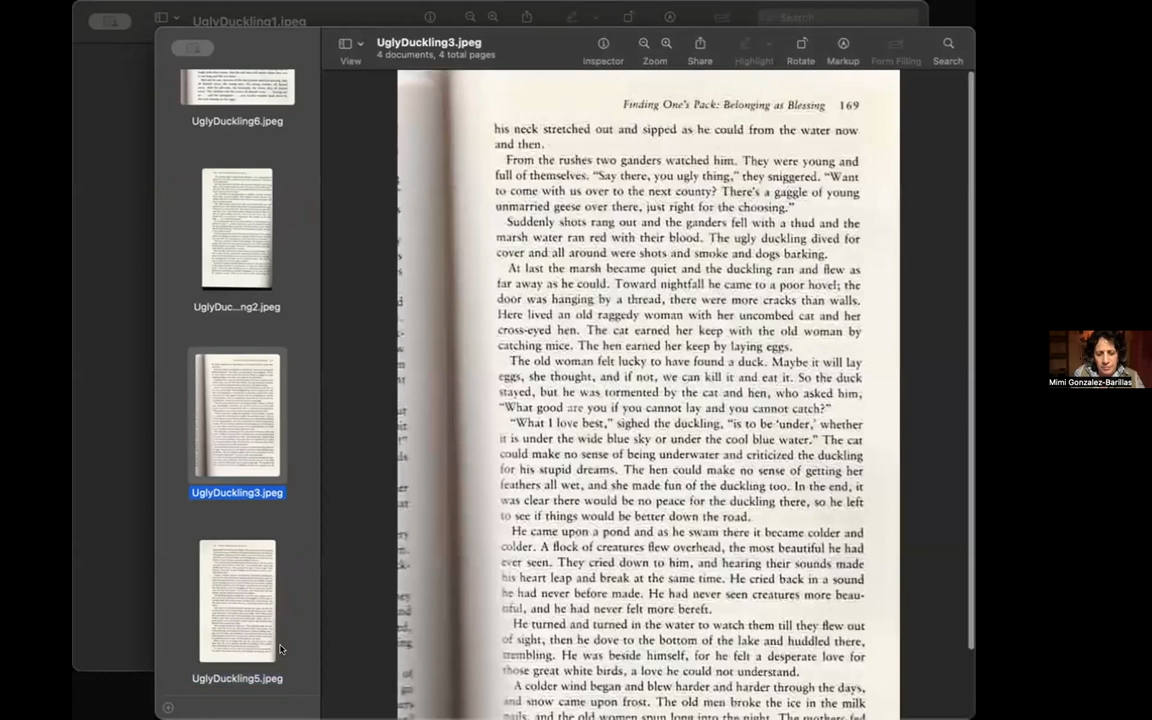 UglyDuckling1.jpeg
Search
UglyDuckling3.jpeg
4 documents, 4 total pages
View
Inspector
Zoom
Share
Highlight
Rotate
Markup
Form Filling
Search
UglyDuckling6.jpeg
UglyDuc...ng2.jpeg
UglyDuckling3.jpeg
UglyDuckling5.jpeg
Finding One's Pack: Belonging as Blessing 169
his neck stretched out and sipped as he could from the water now
and then.
From the rushes two ganders watched him. They were young and
full of themselves. "Say there, you ugly thing," they sniggered. "Want
to come with us over to the next county? There's a gaggle of young
unmarried geese over there, just right for the choosing."
Suddenly shots rang out and the ganders fell with a thud and the
marsh water ran red with their blood. The ugly duckling dived for
cover and all around were shots and smoke and dogs barking.
At last the marsh became quiet and the duckling ran and flew as
far away as he could. Toward nightfall he came to a poor hovel; the
door was hanging by a thread, there were more cracks than walls.
Here lived an old raggedy woman with her uncombed cat and her
cross-eyed hen. The cat earned her keep with the old woman by
catching mice. The hen earned her keep by laying eggs.
The old woman felt lucky to have found a duck. Maybe it will lay
eggs, she thought, and if not, we can kill it and eat it. So the duck
stayed, but he was tormented by the cat and hen, who asked him,
"What good are you if you cannot lay and you cannot catch?"
"What I love best," sighed the duckling, "is to be 'under,' whether
it is under the wide blue sky or under the cool blue water." The cat
could make no sense of being underwater and criticized the duckling
for his stupid dreams. The hen could make no sense of getting her
feathers all wet, and she made fun of the duckling too. In the end, it
was clear there would be no peace for the duckling there, so he left
to see if things would be better down the road.
He came upon a pond and as he swam there it became colder and
colder. A flock of creatures flew overhead, the most beautiful he had
ever seen. They cried down to him, and hearing their sounds made
his heart leap and break at the same time. He cried back in a sound
he had never before made. He had never seen creatures more beau-
tiful, and he had never felt more bereft.
He turned and turned in the water to watch them till they flew out
of sight, then he dove to the bottom of the lake and huddled there,
trembling. He was beside himself, for he felt a desperate love for
those great white birds, a love he could not understand.
A colder wind began and blew harder and harder through the days,
and snow came upon frost. The old men broke the ice in the milk
pails, and the old women spun long into the night. The mothers fed
Mimi Gonzalez-Barillas